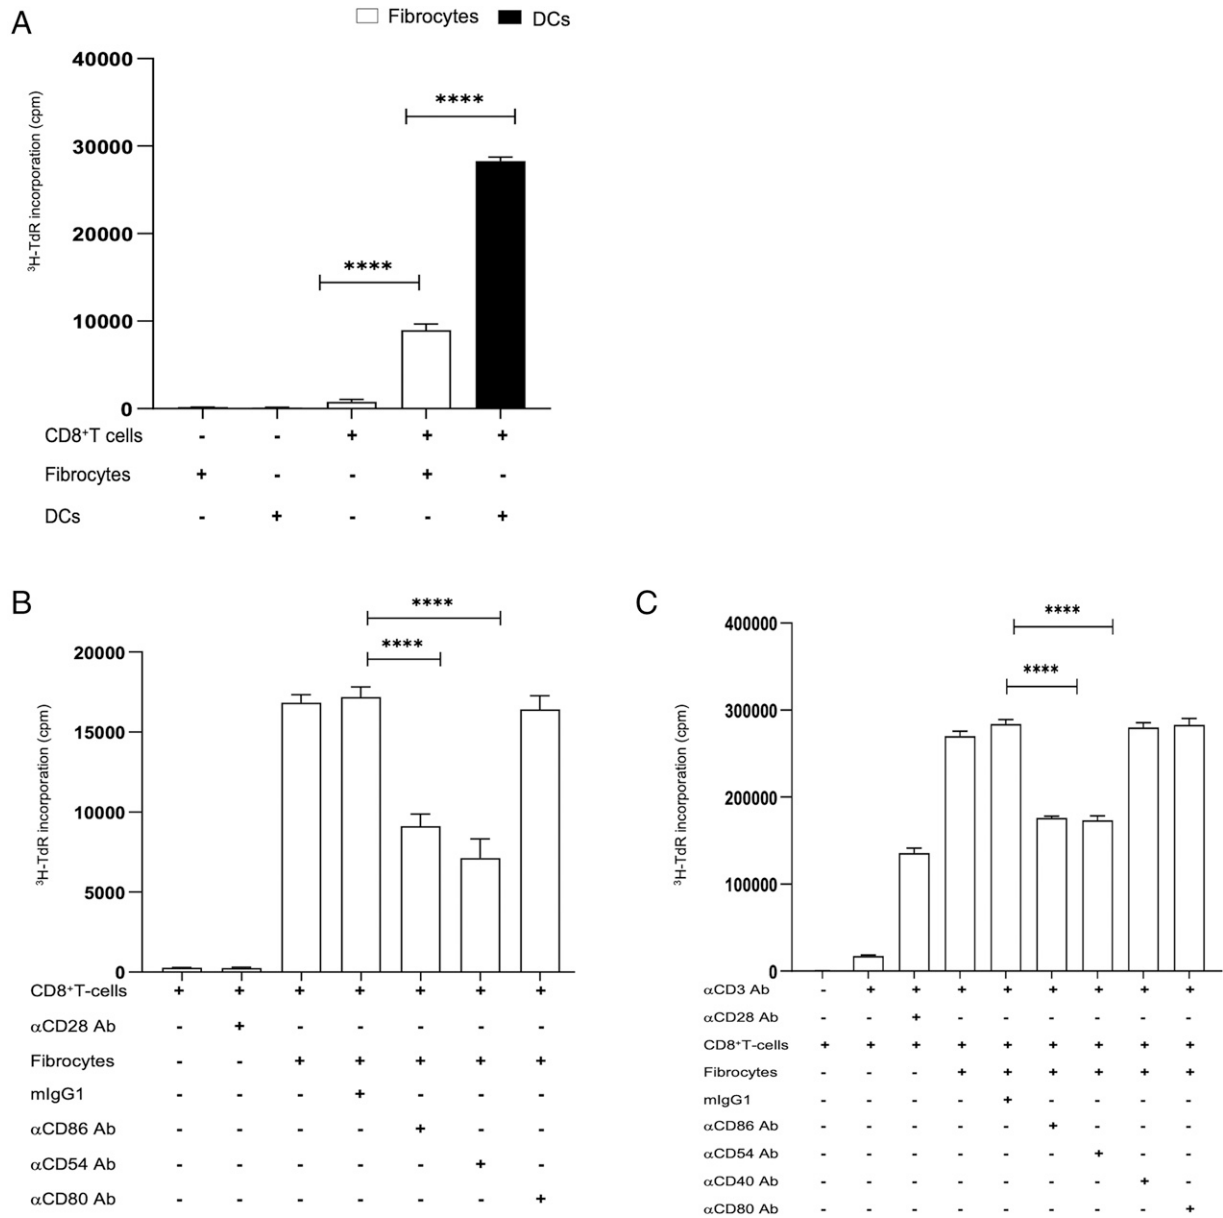 A
Fibrocytes DCs
40000
30000
20000
10000
0
³H-TdR incorporation (cpm)
****
****
CD8⁺T cells - - + + +
Fibrocytes + - - + -
DCs - + - - +
B
20000
15000
10000
5000
0
³H-TdR incorporation (cpm)
****
****
CD8⁺T-cells + + + + + + +
αCD28 Ab - + - - - - -
Fibrocytes - - + + + + +
mIgG1 - - - + - - -
αCD86 Ab - - - - + - -
αCD54 Ab - - - - - + -
αCD80 Ab - - - - - - +
C
400000
300000
200000
100000
0
³H-TdR incorporation (cpm)
****
****
αCD3 Ab - + + + + + + + +
αCD28 Ab - - + - - - - - -
CD8⁺T-cells + + + + + + + + +
Fibrocytes - - - + + + + + +
mIgG1 - - - - + - - - -
αCD86 Ab - - - - - + - - -
αCD54 Ab - - - - - - + - -
αCD40 Ab - - - - - - - + -
αCD80 Ab - - - - - - - - +